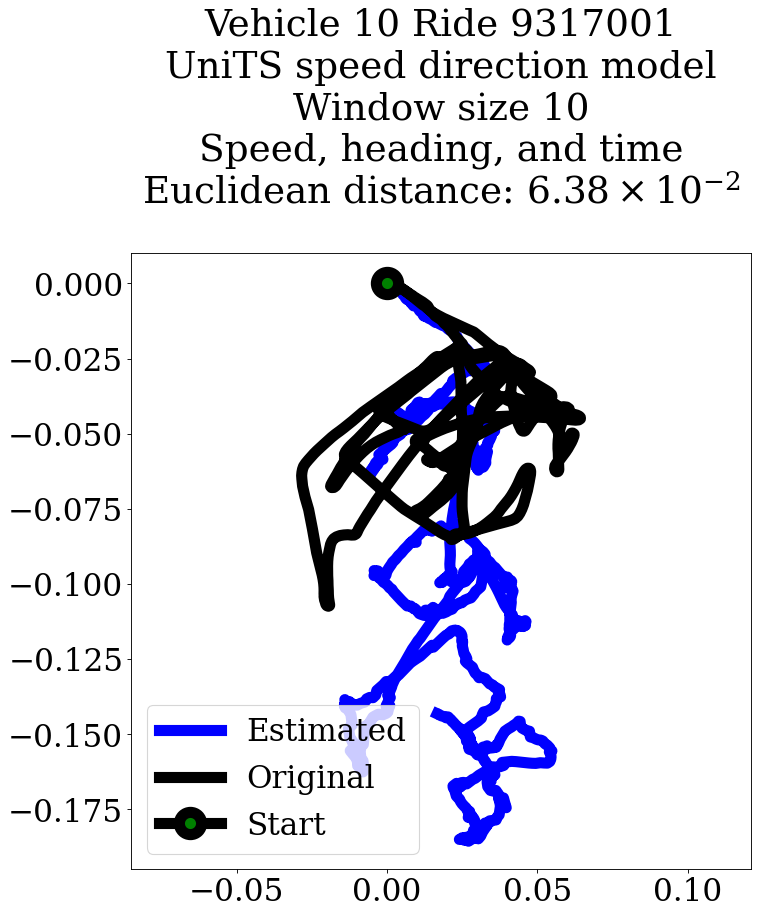 Vehicle 10 Ride 9317001
UniTS speed direction model
Window size 10
Speed, heading, and time
Euclidean distance: 6.38 × 10⁻²
0.000
−0.025
−0.050
−0.075
−0.100
−0.125
−0.150
−0.175
Estimated
Original
Start
−0.05 0.00 0.05 0.10